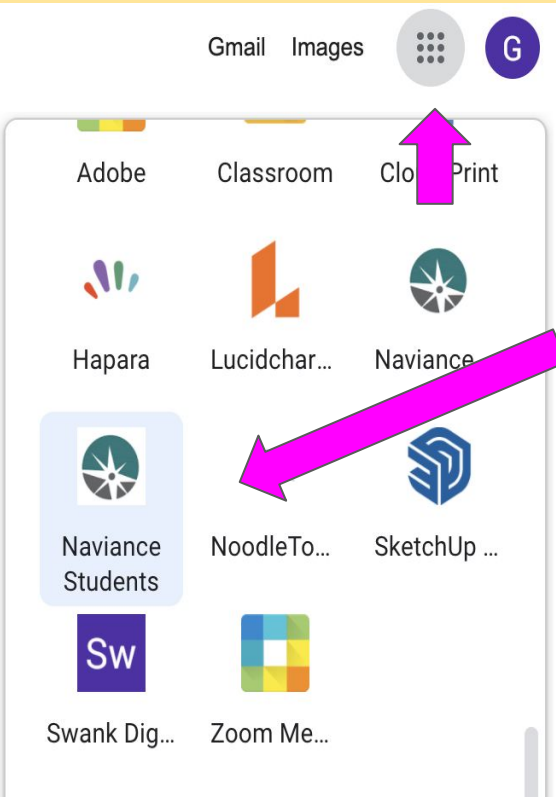 Gmail Images G
Adobe Classroom Clo Print
Hapara Lucidchar... Naviance
Naviance NoodleTo... SketchUp ...
Students
Sw
Swank Dig... Zoom Me...